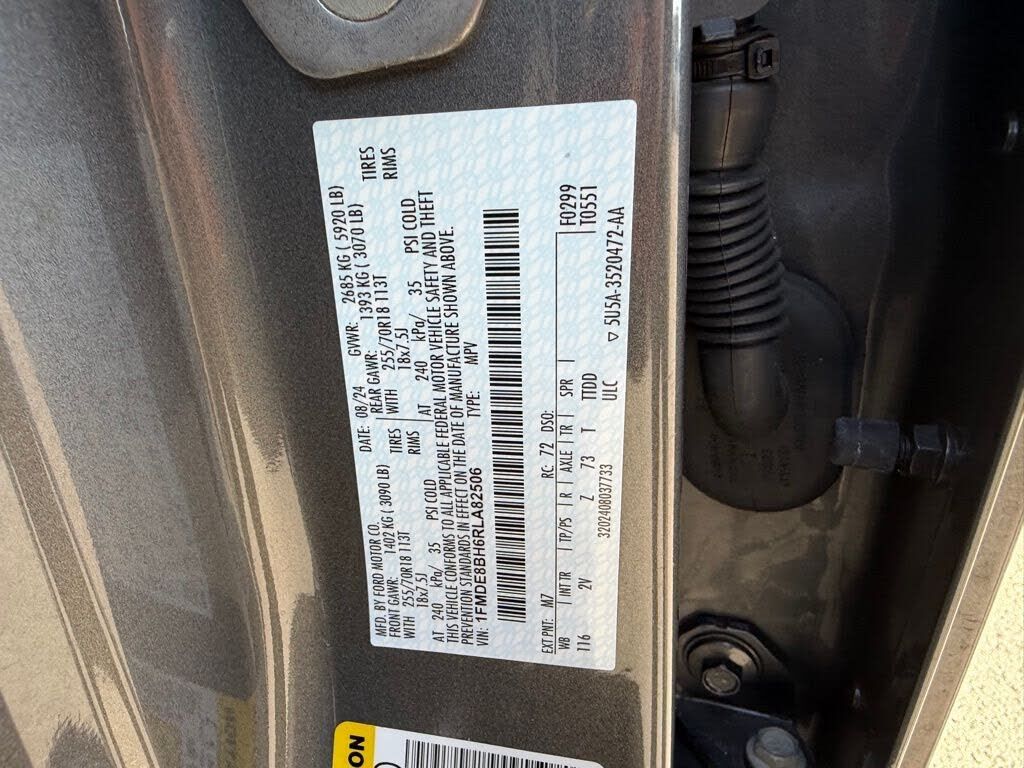 MFD. BY FORD MOTOR CO.
DATE: 08/24
GVWR: 2685 KG ( 5920 LB)
FRONT GAWR: 1402 KG ( 3090 LB)
REAR GAWR: 1393 KG ( 3070 LB)
WITH 255/70R18 113T TIRES
WITH 255/70R18 113T TIRES
18x7.5J RIMS
18x7.5J RIMS
AT 240 kPa/ 35 PSI COLD
AT 240 kPa/ 35 PSI COLD
THIS VEHICLE CONFORMS TO ALL APPLICABLE FEDERAL MOTOR VEHICLE SAFETY AND THEFT
PREVENTION STANDARDS IN EFFECT ON THE DATE OF MANUFACTURE SHOWN ABOVE.
VIN: 1FMDE8BH6RLA82506
TYPE: MPV
EXT PNT: M7 RC: 72 DSO: F0299
WB INT TR TP/PS R AXLE TR SPR T0551
116 2V Z 73 T TTDD
ULC
3202408037733
▽ 5U5A-3520472-AA
ON